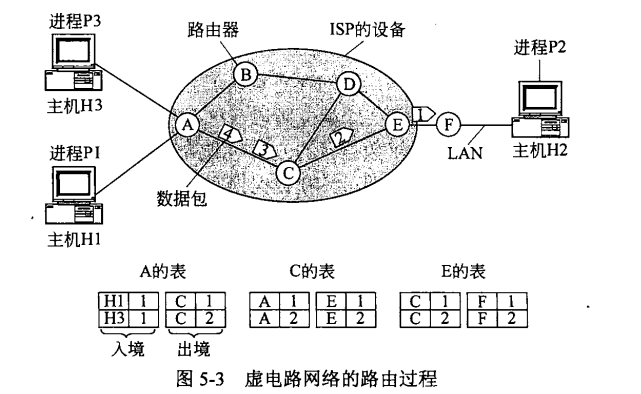 进程P3
路由器
ISP的设备
进程P2
主机H3
B
D
A
E
1
F
4
3
2
C
进程P1
LAN
主机H2
数据包
主机H1
A的表
C的表
E的表
H1 1 C 1
A 1 E 1
C 1 F 1
H3 1 C 2
A 2 E 2
C 2 F 2
入境
出境
图 5-3 虚电路网络的路由过程